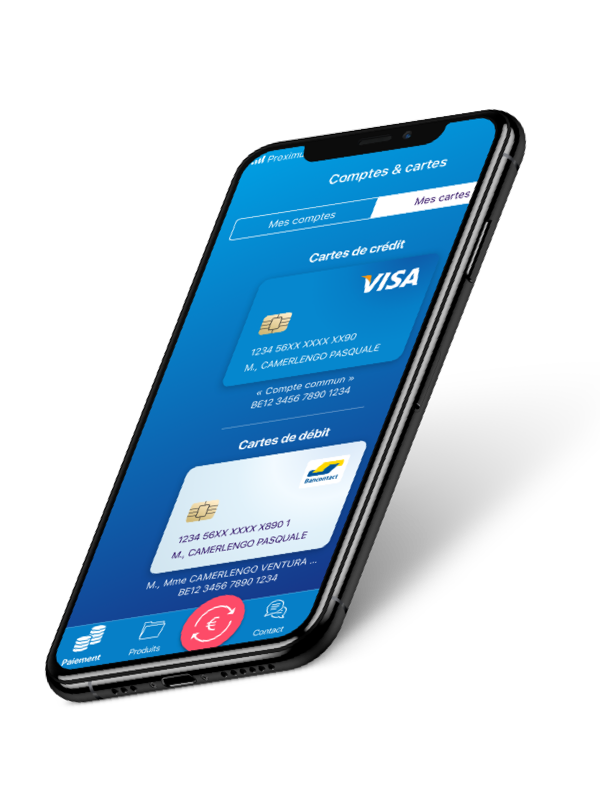 Proximus
Comptes & cartes
Mes comptes
Mes cartes
Cartes de crédit
VISA
1234 56XX XXXX XX90
M., CAMERLENGO PASQUALE
« Compte commun »
BE12 3456 7890 1234
Cartes de débit
Bancontact
1234 56XX XXXX X890 1
M., CAMERLENGO PASQUALE
M., Mme CAMERLENGO VENTURA ...
BE12 3456 7890 1234
€
Paiement
Produits
Contact